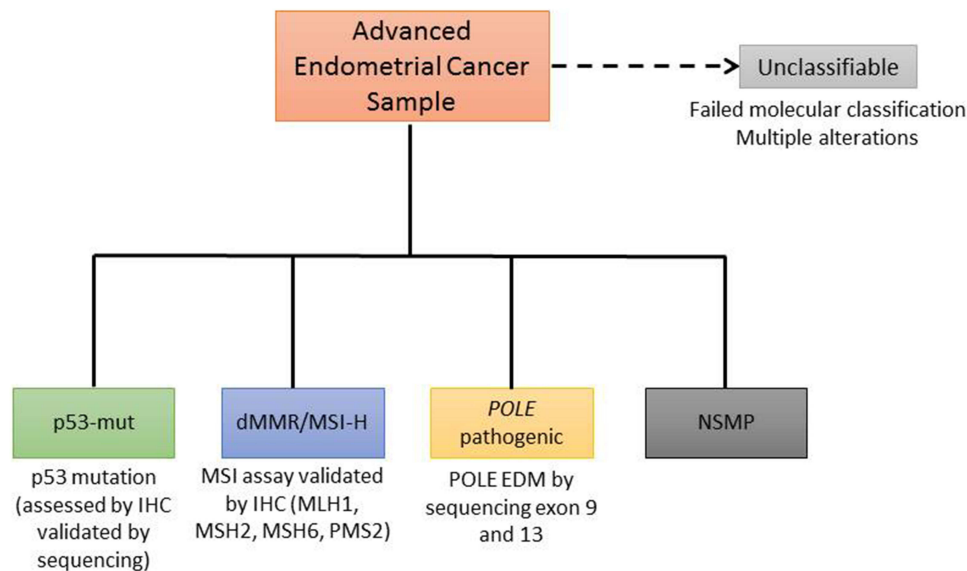 Advanced
Endometrial Cancer
Sample
Unclassifiable
Failed molecular classification
Multiple alterations
p53-mut
p53 mutation
(assessed by IHC
validated by
sequencing)
dMMR/MSI-H
MSI assay validated
by IHC (MLH1,
MSH2, MSH6, PMS2)
POLE
pathogenic
POLE EDM by
sequencing exon 9
and 13
NSMP